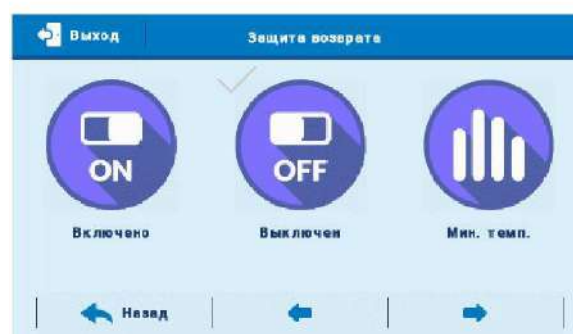 Выход
Защита возврата
ON
OFF
Включено
Выключен
Мин. темп.
Назад